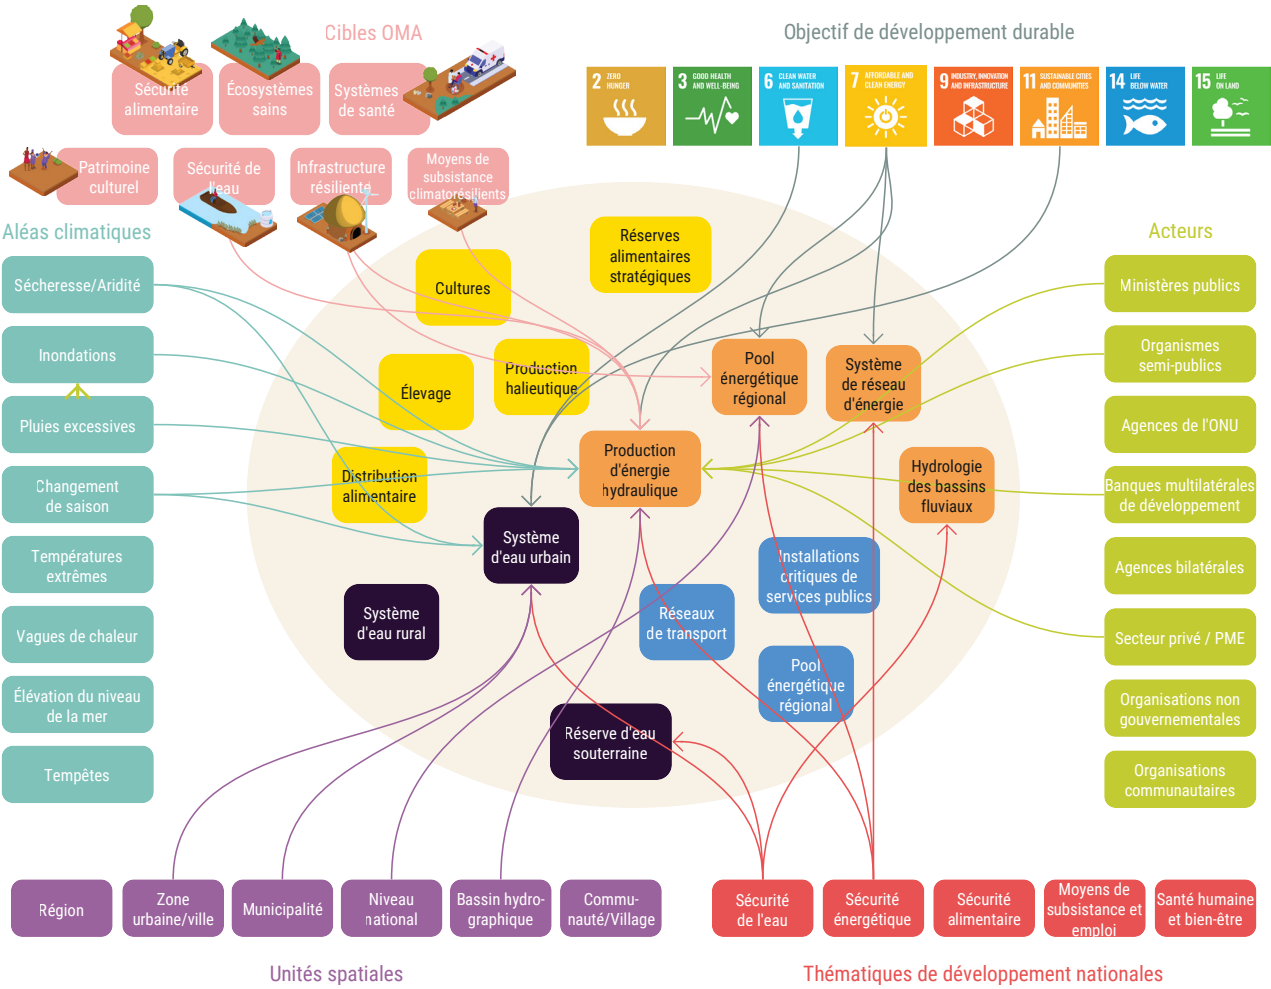 Cibles OMA
Objectif de développement durable
Sécurité
alimentaire
Écosystèmes
sains
Systèmes
de santé
2 ZERO
HUNGER
3 GOOD HEALTH
AND WELL-BEING
6 CLEAN WATER
AND SANITATION
7 AFFORDABLE AND
CLEAN ENERGY
9 INDUSTRY, INNOVATION
AND INFRASTRUCTURE
11 SUSTAINABLE CITIES
AND COMMUNITIES
14 LIFE
BELOW WATER
15 LIFE
ON LAND
Patrimoine
culturel
Sécurité de
l'eau
Infrastructure
résiliente
Moyens de
subsistance
climatorésilients
Aléas climatiques
Sécheresse/Aridité
Inondations
Pluies excessives
Changement
de saison
Températures
extrêmes
Vagues de chaleur
Élévation du niveau
de la mer
Tempêtes
Réserves
alimentaires
stratégiques
Cultures
Élevage
Production
halieutique
Distribution
alimentaire
Pool
énergétique
régional
Système
de réseau
d'énergie
Production
d'énergie
hydraulique
Hydrologie
des bassins
fluviaux
Système
d'eau urbain
Système
d'eau rural
Réserve d'eau
souterraine
Installations
critiques de
services publics
Réseaux
de transport
Pool
énergétique
régional
Acteurs
Ministères publics
Organismes
semi-publics
Agences de l'ONU
Banques multilatérales
de développement
Agences bilatérales
Secteur privé / PME
Organisations non
gouvernementales
Organisations
communautaires
Région
Zone
urbaine/ville
Municipalité
Niveau
national
Bassin hydro-
graphique
Commu-
nauté/Village
Unités spatiales
Sécurité
de l'eau
Sécurité
énergétique
Sécurité
alimentaire
Moyens de
subsistance et
emploi
Santé humaine
et bien-être
Thématiques de développement nationales